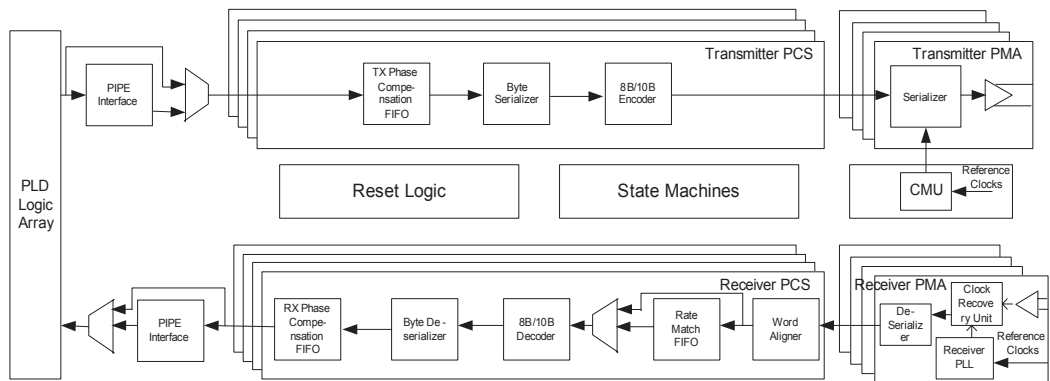 Transmitter PCS
Transmitter PMA
TX Phase
Compe-
nsation
FIFO
Byte
Serializer
8B/10B
Encoder
Serializer
PIPE
Interface
PLD
Logic
Array
Reset Logic
State Machines
CMU
Reference
Clocks
Receiver PCS
Receiver PMA
PIPE
Interface
RX Phase
Compe-
nsation
FIFO
Byte De-
serializer
8B/10B
Decoder
Rate
Match
FIFO
Word
Aligner
De-
Serializ
er
Clock
Recove
ry Unit
Receiver
PLL
Reference
Clocks